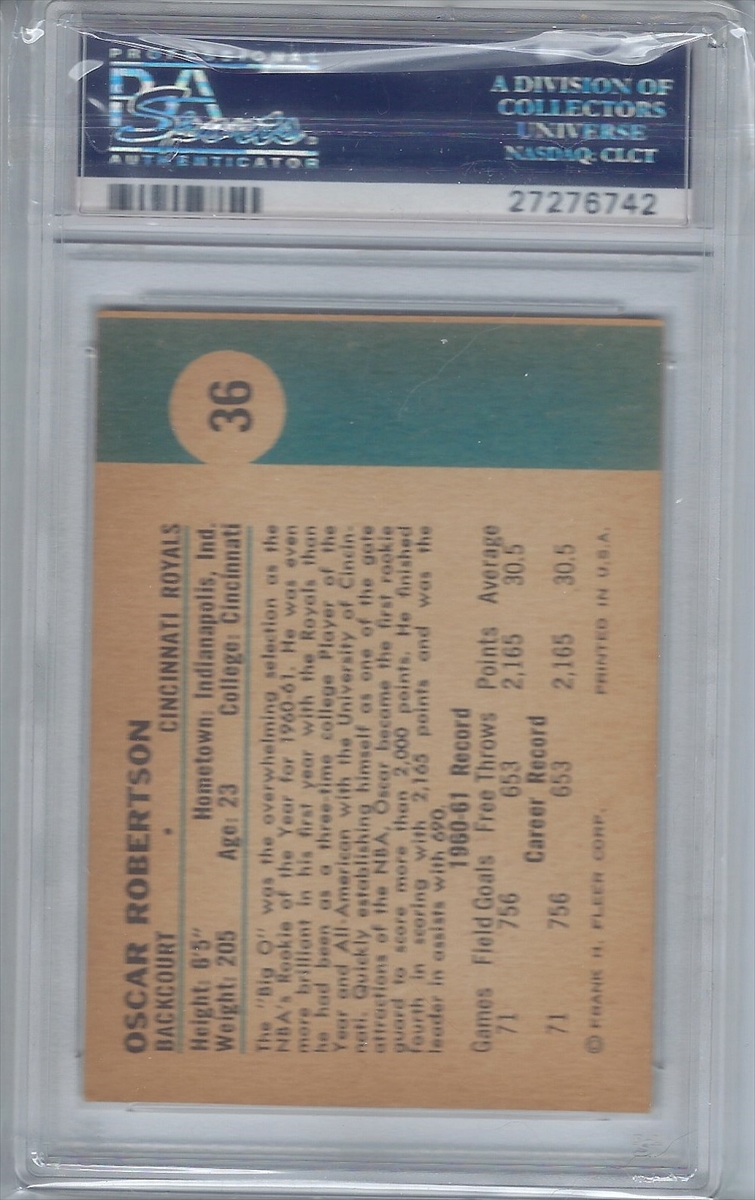 PROFESSIONAL
PSA
Sports
AUTHENTICATOR
A DIVISION OF
COLLECTORS
UNIVERSE
NASDAQ: CLCT
27276742
36
OSCAR ROBERTSON
BACKCOURT • CINCINNATI ROYALS
Height: 6'5" Hometown: Indianapolis, Ind.
Weight: 205 Age: 23 College: Cincinnati
The "Big O" was the overwhelming selection as the
NBA's Rookie of the Year for 1960-61. He was even
more brilliant in his first year with the Royals than
he had been as a three-time college Player of the
Year and All-American with the University of Cincin-
nati. Quickly establishing himself as one of the gate
attractions of the NBA, Oscar became the first rookie
guard to score more than 2,000 points. He finished
fourth in scoring with 2,165 points and was the
leader in assists with 690.
1960-61 Record
Games Field Goals Free Throws Points Average
71 756 653 2,165 30.5
Career Record
71 756 653 2,165 30.5
© FRANK H. FLEER CORP. PRINTED IN U.S.A.